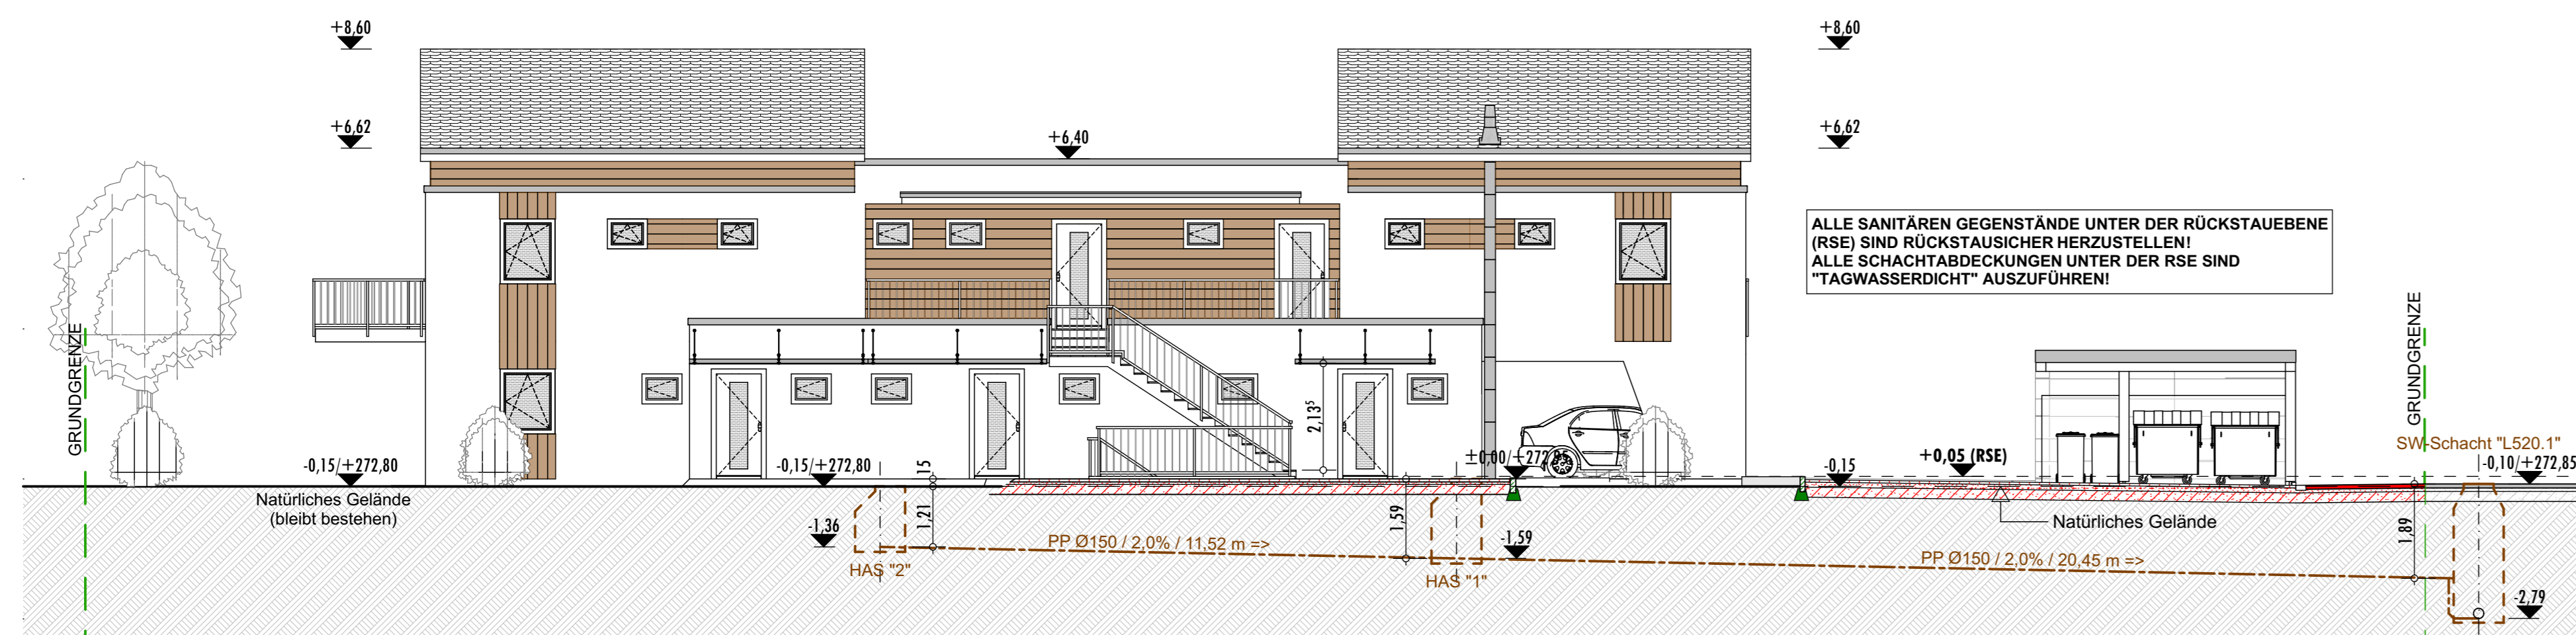 +8,60
+8,60
+6,62
+6,40
+6,62
ALLE SANITÄREN GEGENSTÄNDE UNTER DER RÜCKSTAUEBENE
(RSE) SIND RÜCKSTAUSICHER HERZUSTELLEN!
ALLE SCHACHTABDECKUNGEN UNTER DER RSE SIND
"TAGWASSERDICHT" AUSZUFÜHREN!
GRUNDGRENZE
GRUNDGRENZE
2,13⁵
SW-Schacht "L520.1"
-0,15/+272,80
-0,15/+272,80
15
±0,00/+272,95
-0,15
+0,05 (RSE)
-0,10/+272,85
Natürliches Gelände
(bleibt bestehen)
-1,36
1,21
1,59
-1,59
Natürliches Gelände
1,89
PP Ø150 / 2,0% / 11,52 m =>
PP Ø150 / 2,0% / 20,45 m =>
HAS "2"
HAS "1"
-2,79